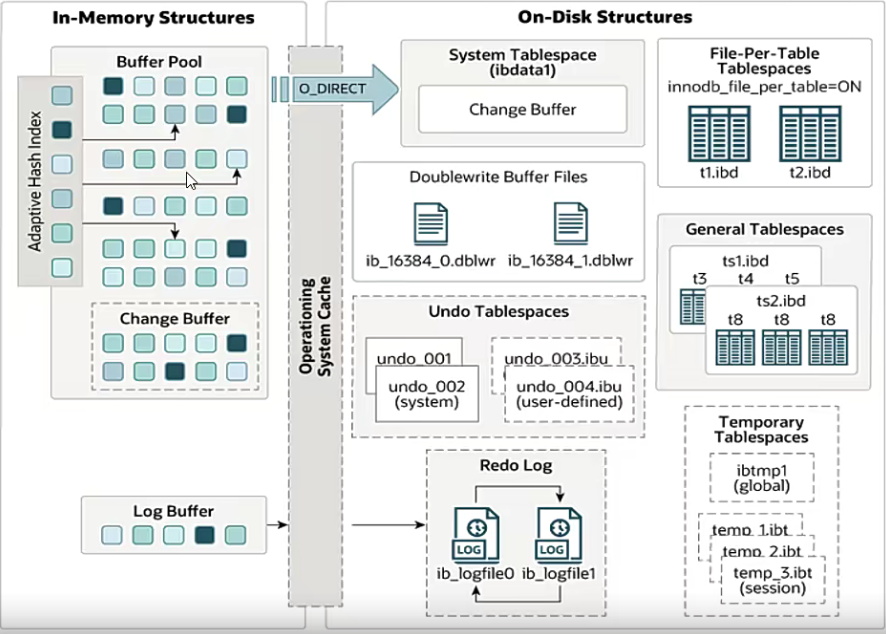 In-Memory Structures
On-Disk Structures
Buffer Pool
Adaptive Hash Index
Change Buffer
Log Buffer
Operationing
System Cache
O_DIRECT
System Tablespace
(ibdata1)
Change Buffer
File-Per-Table
Tablespaces
innodb_file_per_table=ON
t1.ibd
t2.ibd
Doublewrite Buffer Files
ib_16384_0.dblwr
ib_16384_1.dblwr
General Tablespaces
ts1.ibd
t3 t4 t5
ts2.ibd
t8 t8 t8
Undo Tablespaces
undo_001
undo_002
(system)
undo_003.ibu
undo_004.ibu
(user-defined)
Redo Log
LOG
LOG
ib_logfile0
ib_logfile1
Temporary
Tablespaces
ibtmp1
(global)
temp_1.ibt
temp_2.ibt
temp_3.ibt
(session)